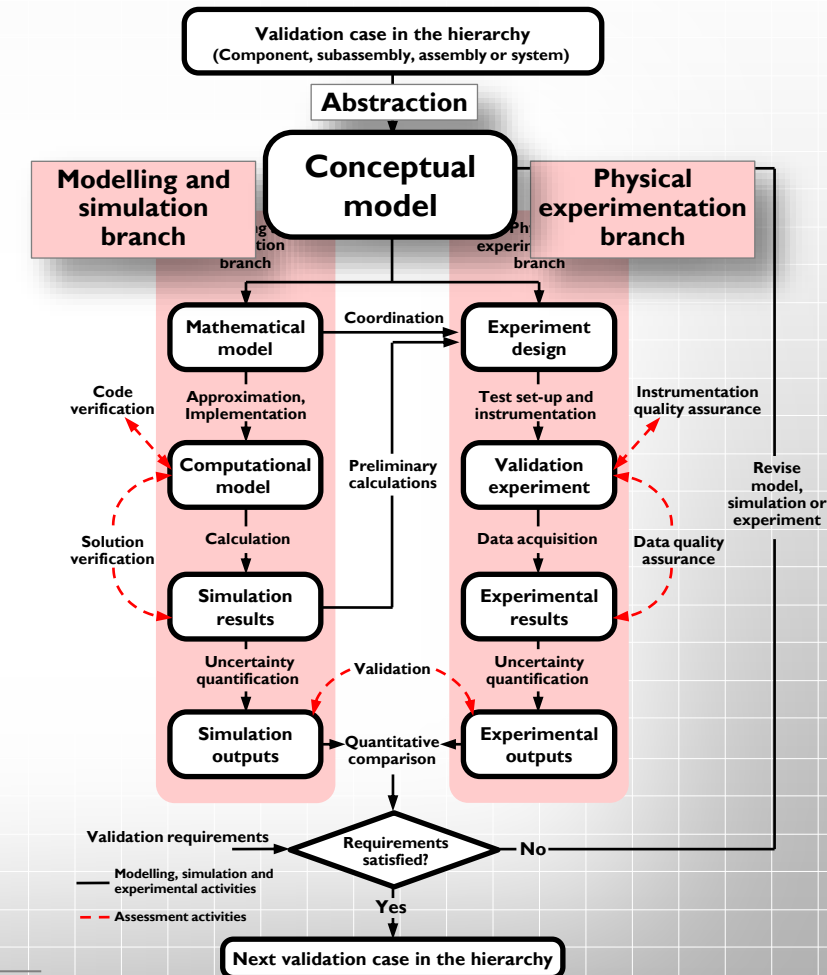 Validation case in the hierarchy
(Component, subassembly, assembly or system)
Abstraction
Conceptual
model
Modelling and
simulation
branch
Physical
experimentation
branch
branch
branch
Mathematical
model
Coordination
Experiment
design
Code
verification
Approximation,
Implementation
Test set-up and
instrumentation
Instrumentation
quality assurance
Computational
model
Preliminary
calculations
Validation
experiment
Revise
model,
simulation or
experiment
Solution
verification
Calculation
Data acquisition
Data quality
assurance
Simulation
results
Experimental
results
Uncertainty
quantification
Validation
Uncertainty
quantification
Simulation
outputs
Quantitative
comparison
Experimental
outputs
Validation requirements
Requirements
satisfied?
No
Modelling, simulation and
experimental activities
Assessment activities
Yes
Next validation case in the hierarchy